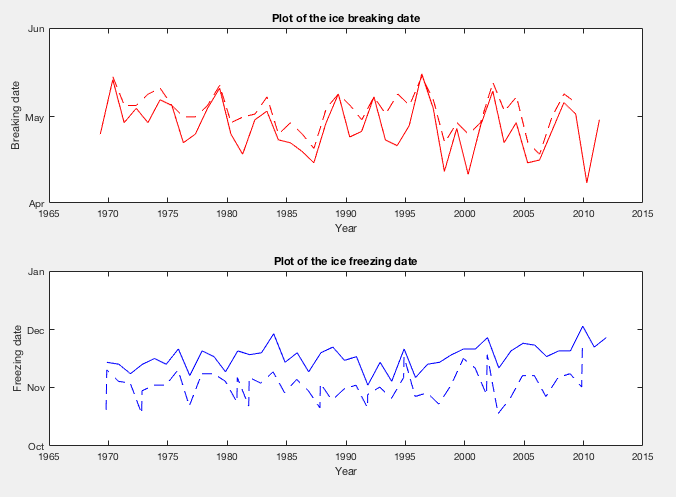 Plot of the ice breaking date
Jun
May
Apr
Breaking date
1965 1970 1975 1980 1985 1990 1995 2000 2005 2010 2015
Year
Plot of the ice freezing date
Jan
Dec
Nov
Oct
Freezing date
1965 1970 1975 1980 1985 1990 1995 2000 2005 2010 2015
Year